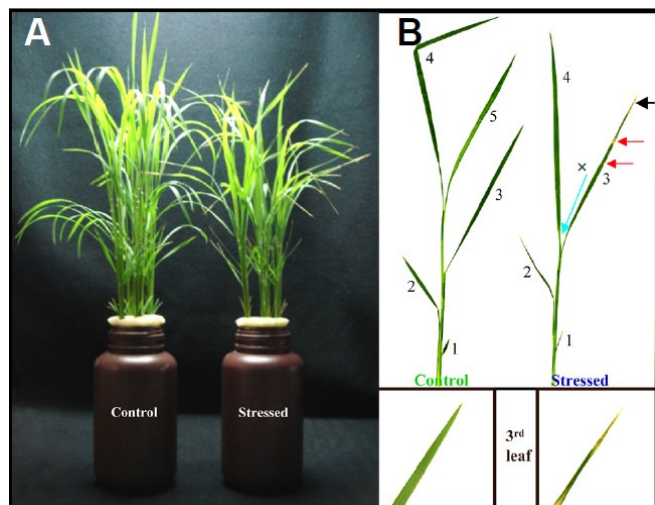 A
Control
Stressed
B
4
5
3
2
1
Control
4
×
3
2
1
Stressed
3rd
leaf